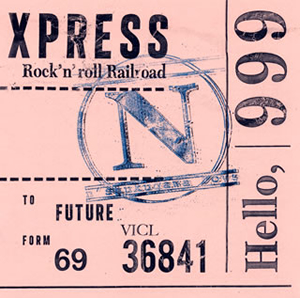 XPRESS
Rock'n'roll Railroad
N
TO FUTURE
VICL
FORM 69 36841
Hello, 999